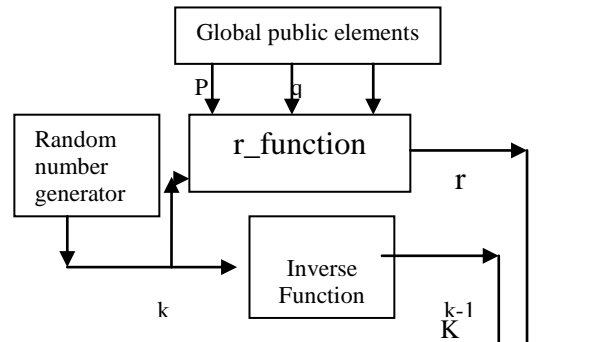 Global public elements
P q
Random
number
generator
r_function
r
Inverse
Function
k
k-1
K